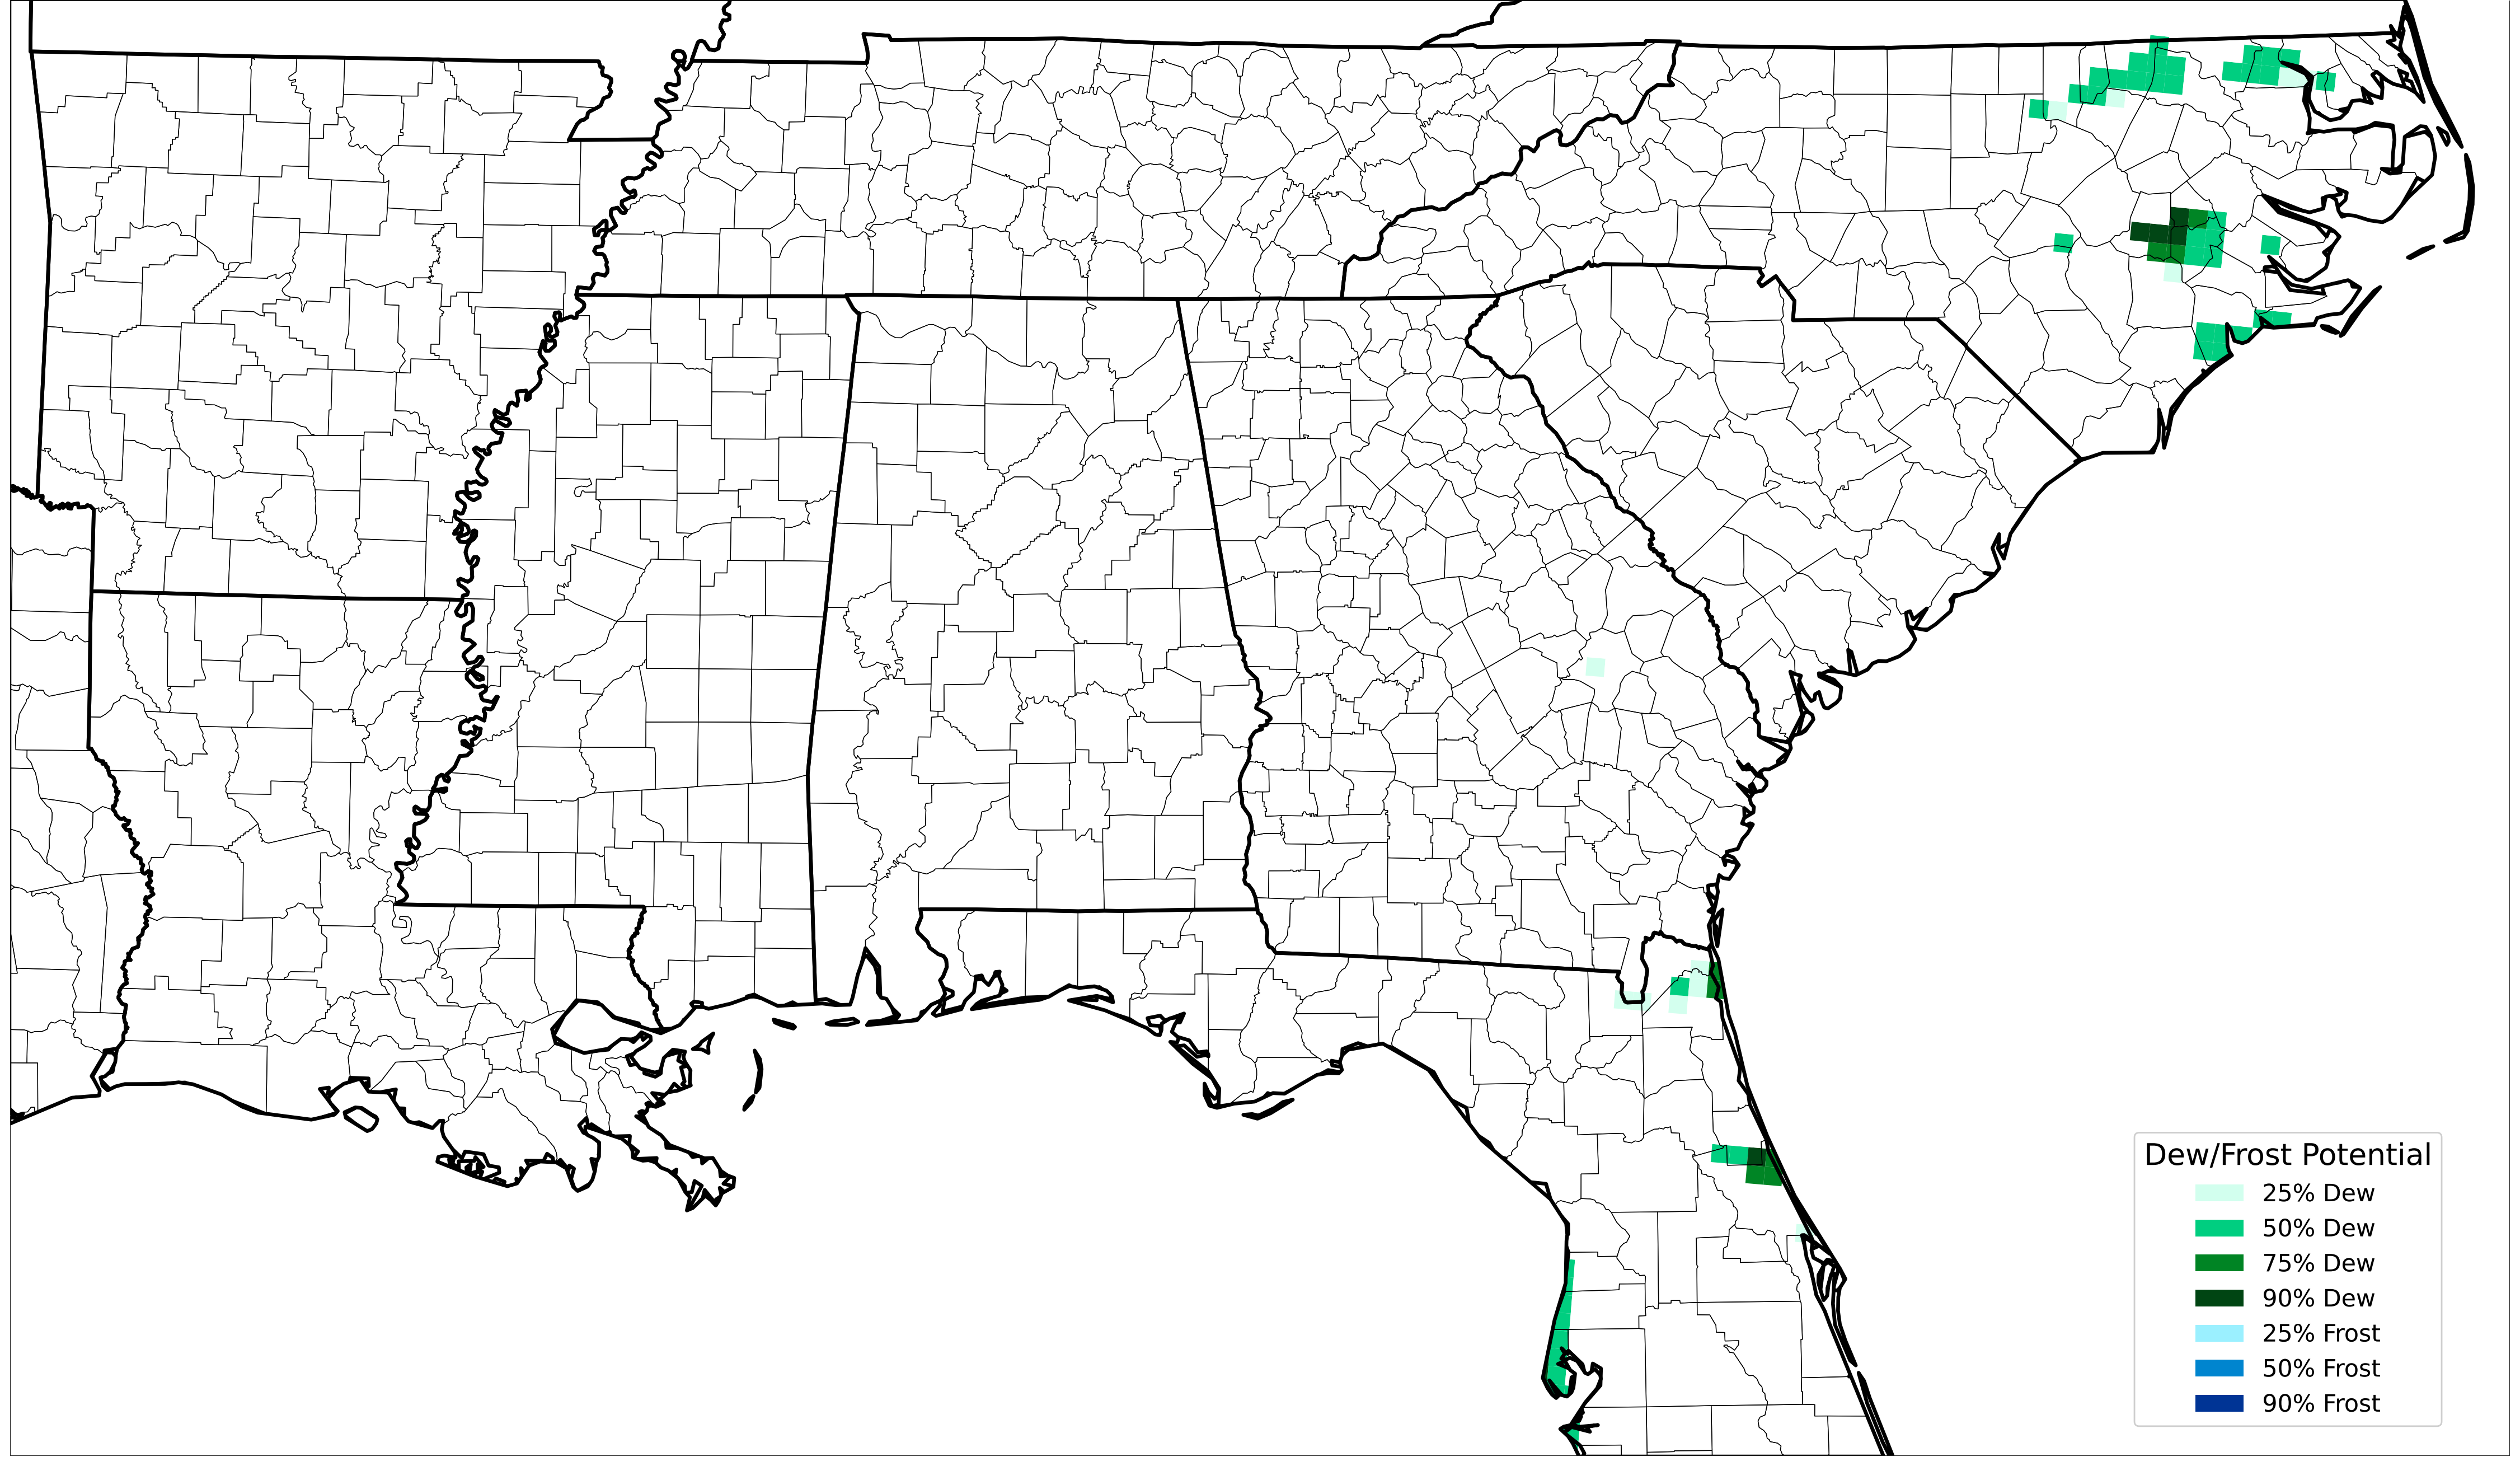 Dew/Frost Potential
25% Dew
50% Dew
75% Dew
90% Dew
25% Frost
50% Frost
90% Frost